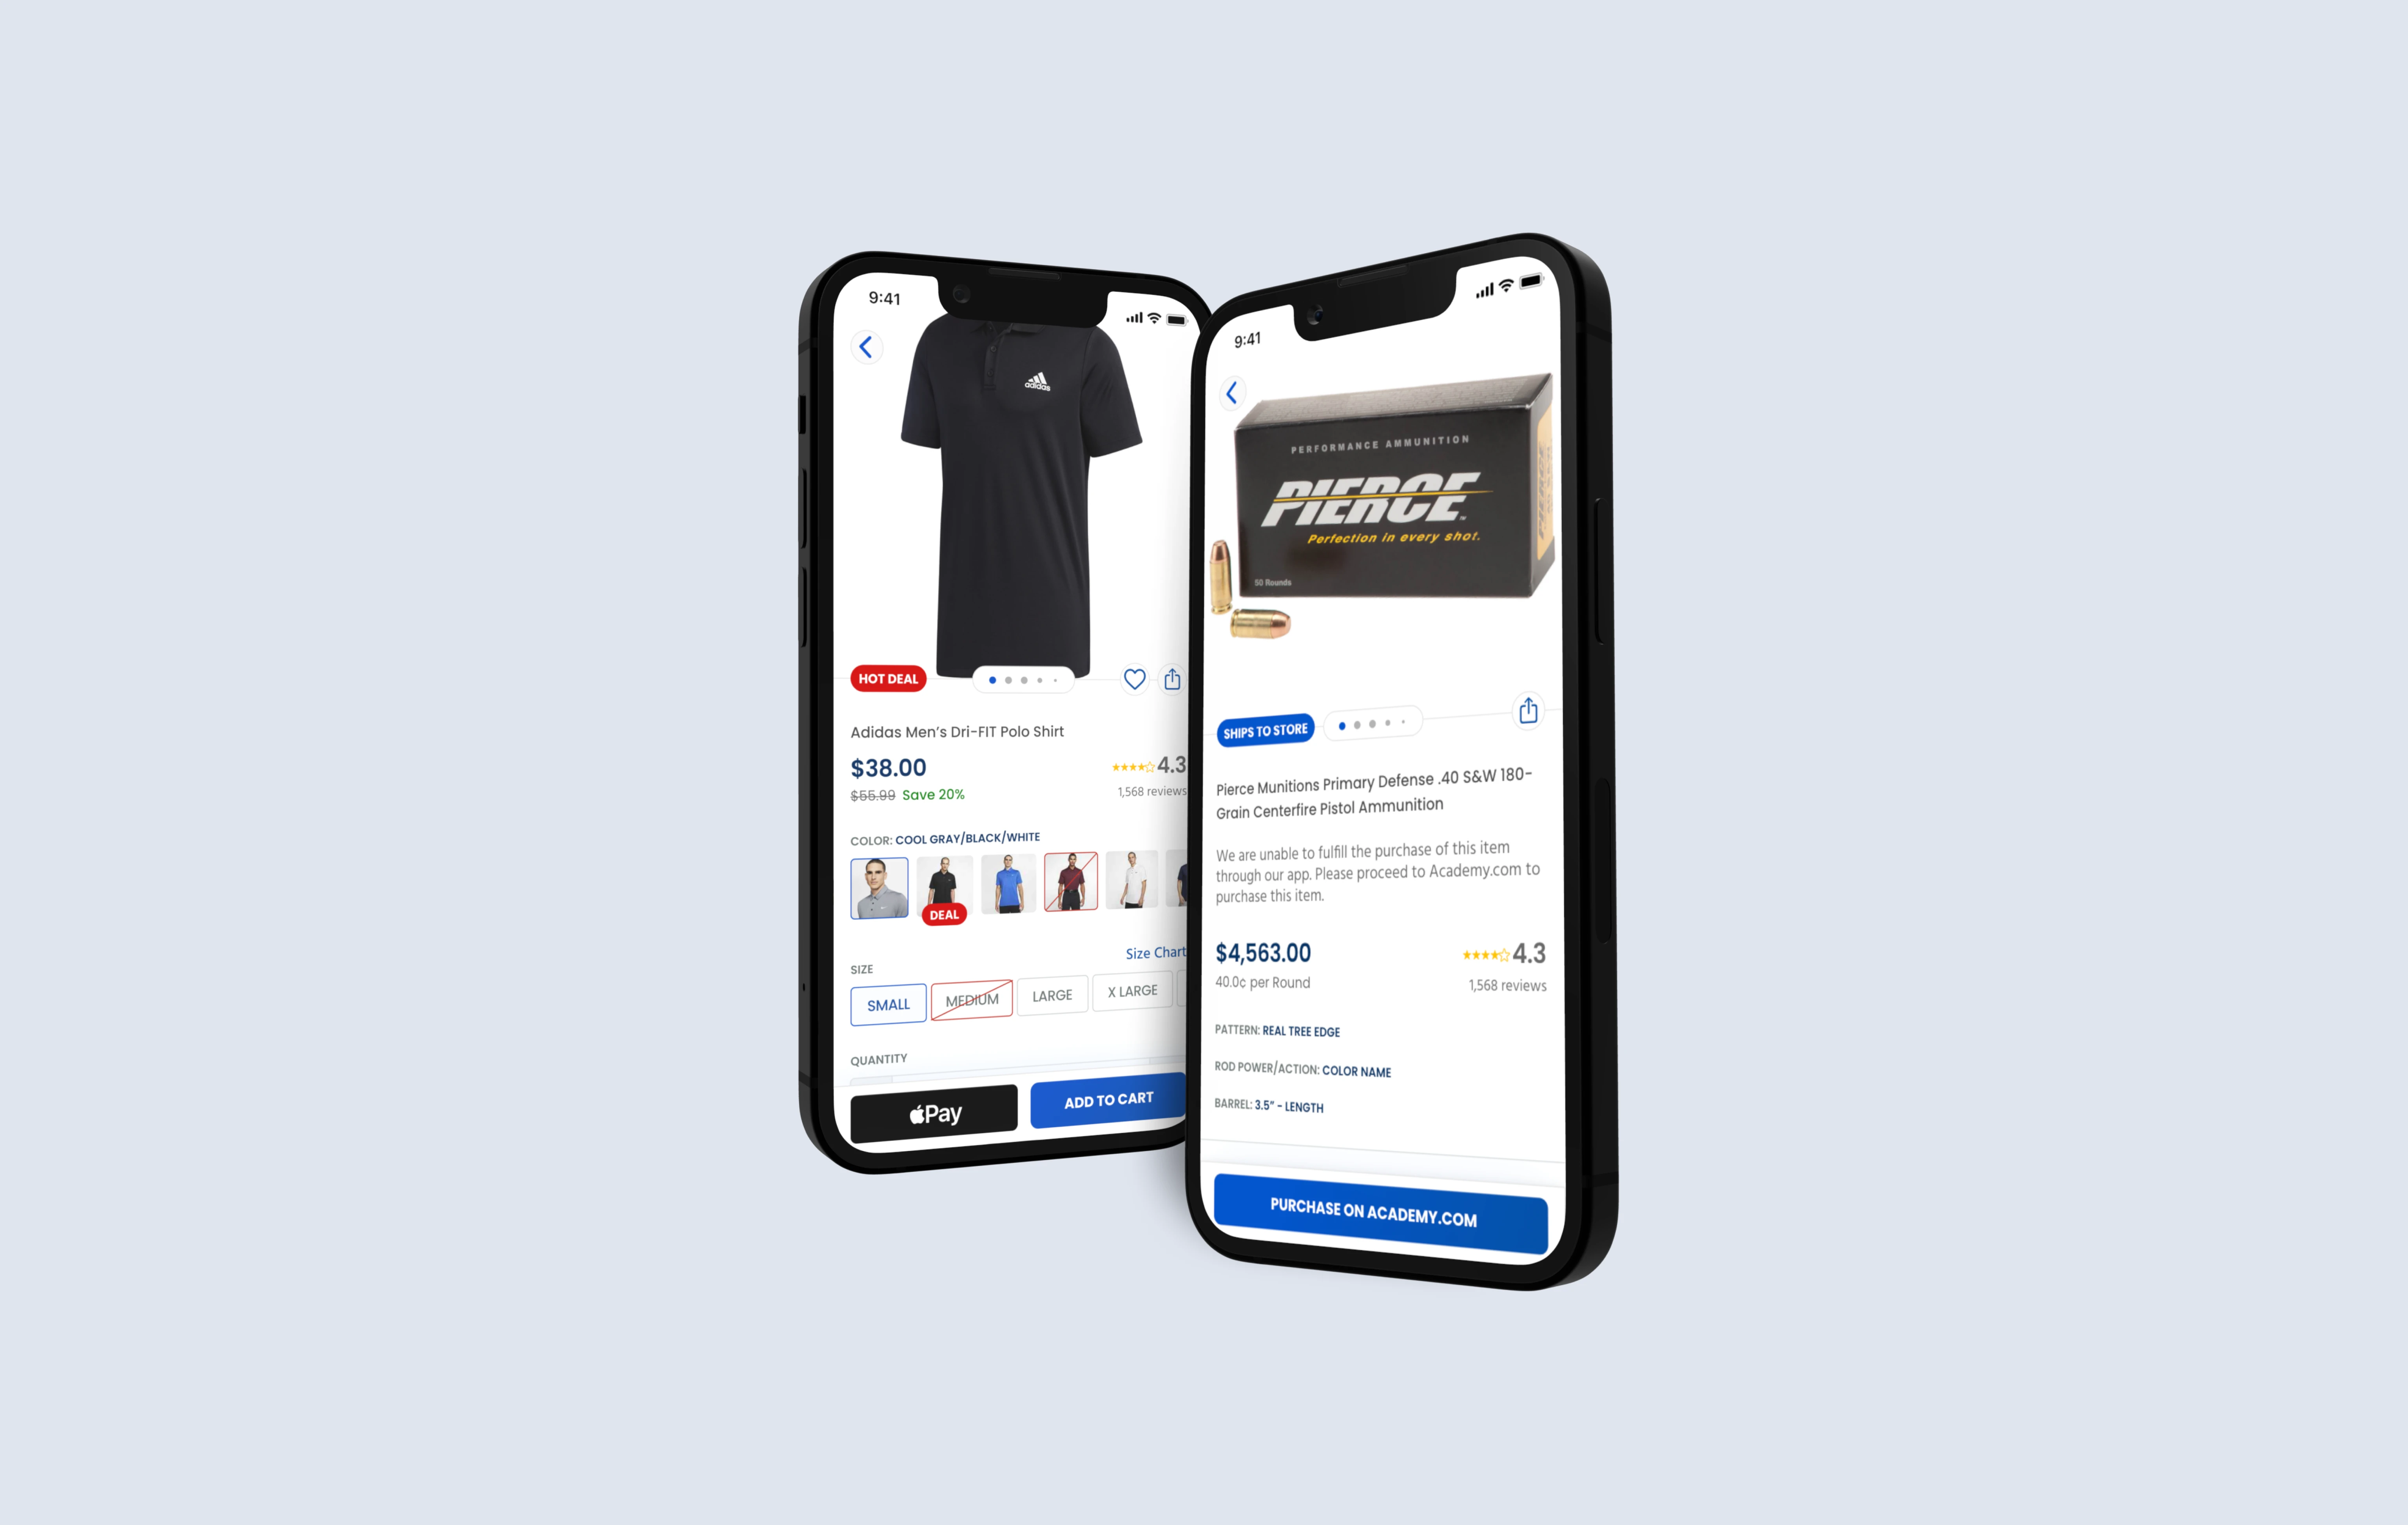 9:41
adidas
HOT DEAL
Adidas Men's Dri-FIT Polo Shirt
$38.00
4.3
$55.99 Save 20%
1,568 reviews
COLOR: COOL GRAY/BLACK/WHITE
DEAL
Size Chart
SIZE
SMALL
MEDIUM
LARGE
X LARGE
QUANTITY
Pay
ADD TO CART
9:41
PERFORMANCE AMMUNITION
PIERCE
Perfection in every shot.
50 Rounds
SHIPS TO STORE
Pierce Munitions Primary Defense .40 S&W 180-
Grain Centerfire Pistol Ammunition
We are unable to fulfill the purchase of this item
through our app. Please proceed to Academy.com to
purchase this item.
$4,563.00
4.3
40.0¢ per Round
1,568 reviews
PATTERN: REAL TREE EDGE
ROD POWER/ACTION: COLOR NAME
BARREL: 3.5" - LENGTH
PURCHASE ON ACADEMY.COM